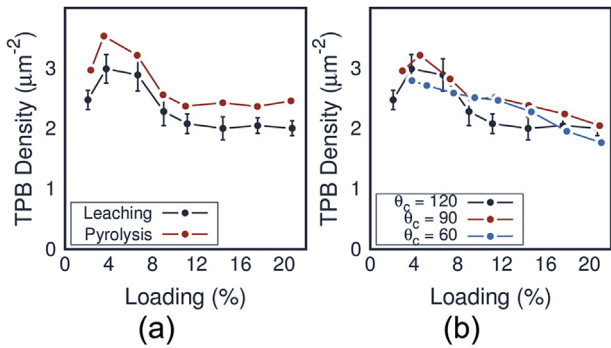 TPB Density (μm⁻²)
3
2
1
0
Leaching
Pyrolysis
0 4 8 12 16 20
Loading (%)
(a)
TPB Density (μm⁻²)
3
2
1
0
θc = 120
θc = 90
θc = 60
0 4 8 12 16 20
Loading (%)
(b)